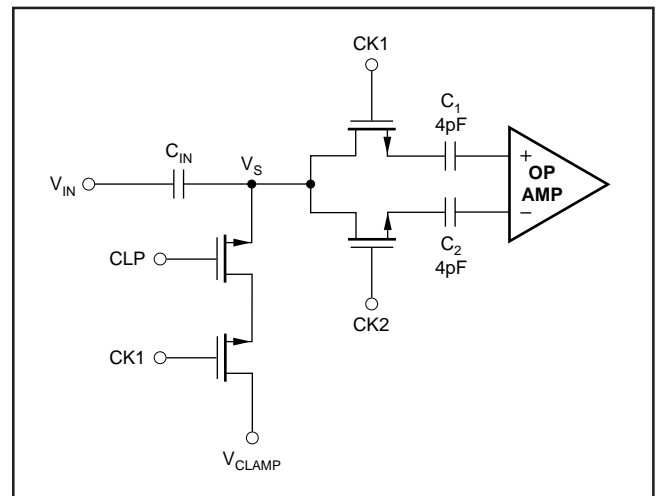 CK1
C1
4pF
CIN
VS
VIN
+
OP
AMP
–
CLP
C2
4pF
CK2
CK1
VCLAMP